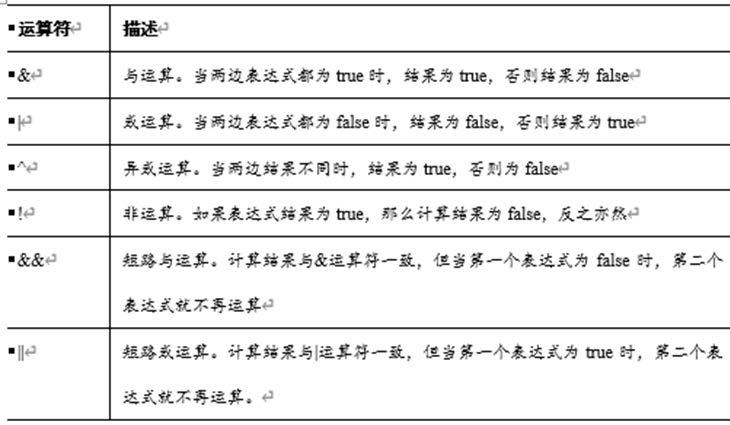 运算符 描述
& 与运算。当两边表达式都为 true 时，结果为 true，否则结果为 false
| 或运算。当两边表达式都为 false 时，结果为 false，否则结果为 true
^ 异或运算。当两边结果不同时，结果为 true，否则为 false
! 非运算。如果表达式结果为 true，那么计算结果为 false，反之亦然
&& 短路与运算。计算结果与&运算符一致，但当第一个表达式为 false 时，第二个
表达式就不再运算
|| 短路或运算。计算结果与|运算符一致，但当第一个表达式为 true 时，第二个表
达式就不再运算。